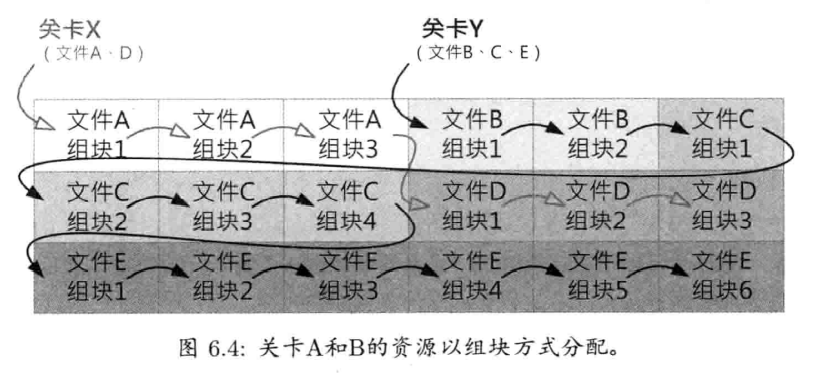 关卡X
（文件A、D）
关卡Y
（文件B、C、E）
文件A
组块1
文件A
组块2
文件A
组块3
文件B
组块1
文件B
组块2
文件C
组块1
文件C
组块2
文件C
组块3
文件C
组块4
文件D
组块1
文件D
组块2
文件D
组块3
文件E
组块1
文件E
组块2
文件E
组块3
文件E
组块4
文件E
组块5
文件E
组块6
图 6.4: 关卡A和B的资源以组块方式分配。